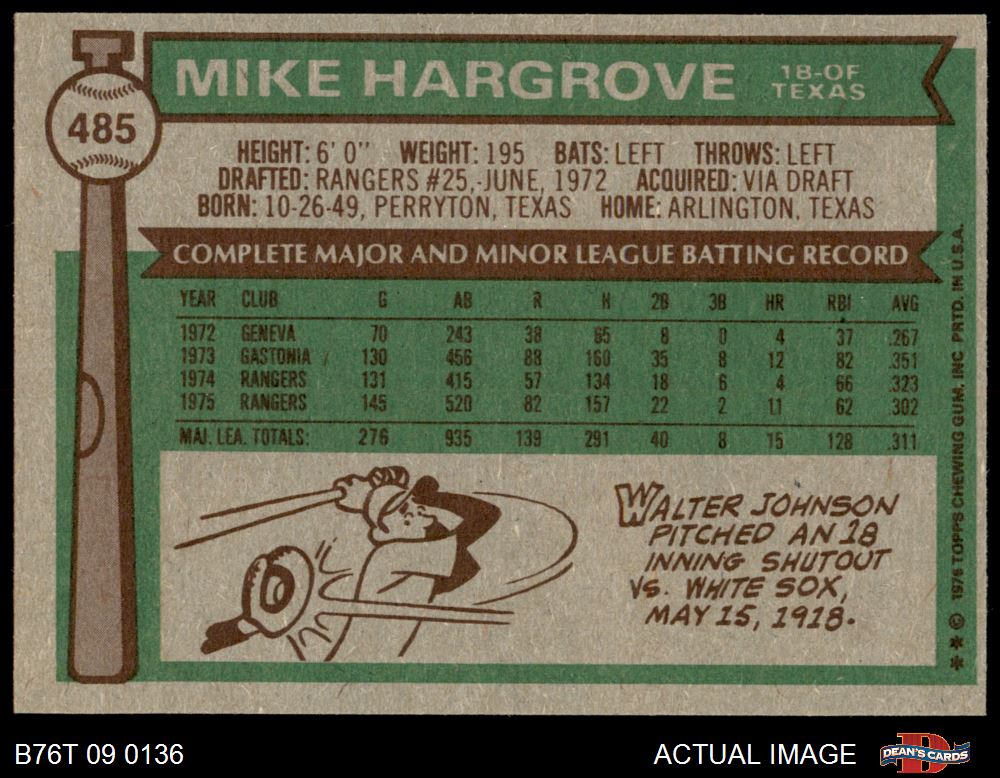 485
MIKE HARGROVE
1B-OF
TEXAS
HEIGHT: 6' 0" WEIGHT: 195 BATS: LEFT THROWS: LEFT
DRAFTED: RANGERS #25,-JUNE, 1972 ACQUIRED: VIA DRAFT
BORN: 10-26-49, PERRYTON, TEXAS HOME: ARLINGTON, TEXAS
COMPLETE MAJOR AND MINOR LEAGUE BATTING RECORD
YEAR CLUB G AB R H 2B 3B HR RBI AVG
1972 GENEVA 70 243 38 65 8 0 4 37 .267
1973 GASTONIA 130 456 88 160 35 8 12 82 .351
1974 RANGERS 131 415 57 134 18 6 4 66 .323
1975 RANGERS 145 520 82 157 22 2 11 62 .302
MAJ. LEA. TOTALS: 276 935 139 291 40 8 15 128 .311
WALTER JOHNSON
PITCHED AN 18
INNING SHUTOUT
VS. WHITE SOX,
MAY 15, 1918.
** © 1976 TOPPS CHEWING GUM, INC PRTD. IN U.S.A.
B76T 09 0136
ACTUAL IMAGE
DEAN'S CARDS